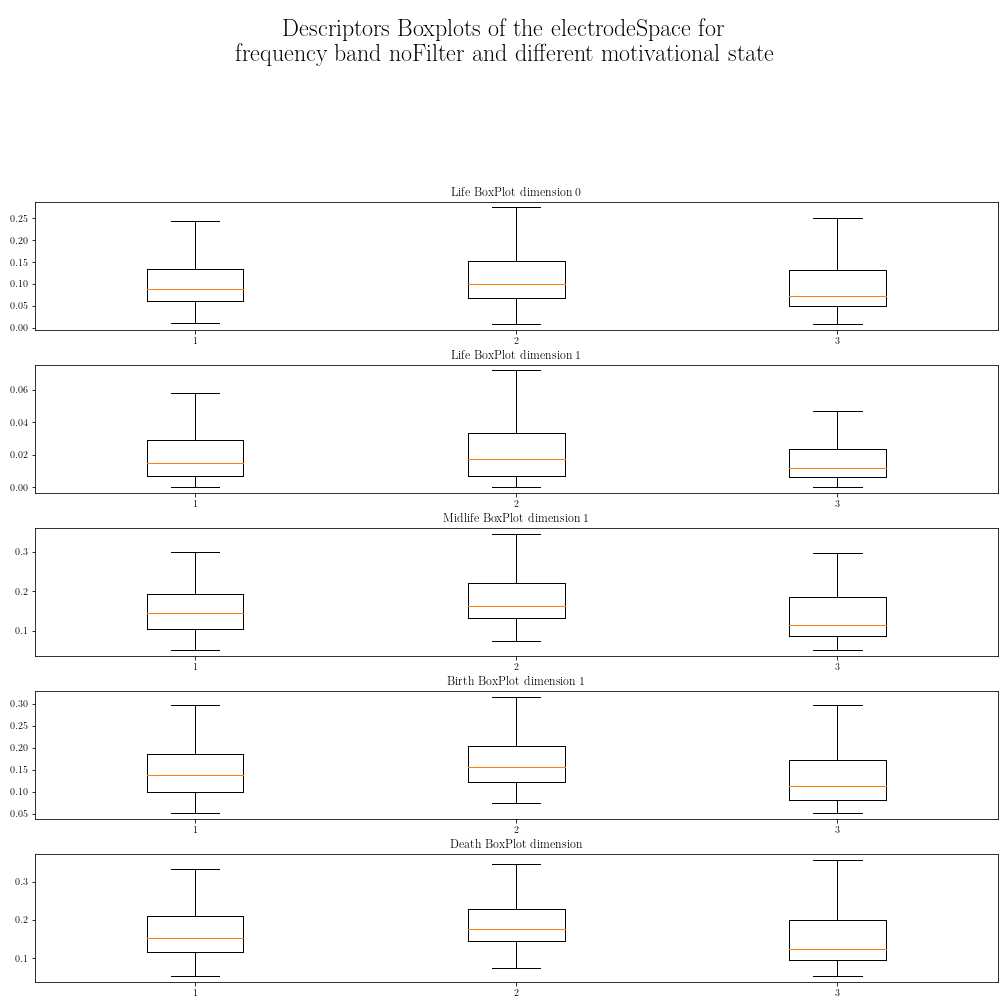 Descriptors Boxplots of the electrodeSpace for
frequency band noFilter and different motivational state
Life BoxPlot dimension 0
0.25
0.20
0.15
0.10
0.05
0.00
1 2 3
Life BoxPlot dimension 1
0.06
0.04
0.02
0.00
1 2 3
Midlife BoxPlot dimension 1
0.3
0.2
0.1
1 2 3
Birth BoxPlot dimension 1
0.30
0.25
0.20
0.15
0.10
0.05
1 2 3
Death BoxPlot dimension
0.3
0.2
0.1
1 2 3